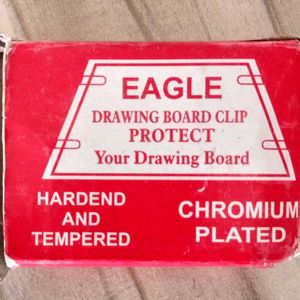 EAGLE
DRAWING BOARD CLIP
PROTECT
Your Drawing Board
HARDEND
AND
TEMPERED
CHROMIUM
PLATED